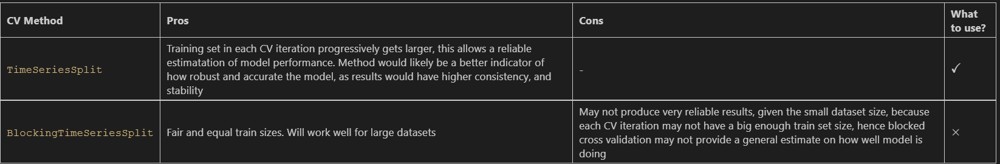 CV Method
Pros
Cons
What
to use?
TimeSeriesSplit
Training set in each CV iteration progressively gets larger, this allows a reliable
estimatation of model performance. Method would likely be a better indicator of
how robust and accurate the model, as results would have higher consistency, and
stability
-
✓
BlockingTimeSeriesSplit
Fair and equal train sizes. Will work well for large datasets
May not produce very reliable results, given the small dataset size, because
each CV iteration may not have a big enough train set size, hence blocked
cross validation may not provide a general estimate on how well model is
doing
×